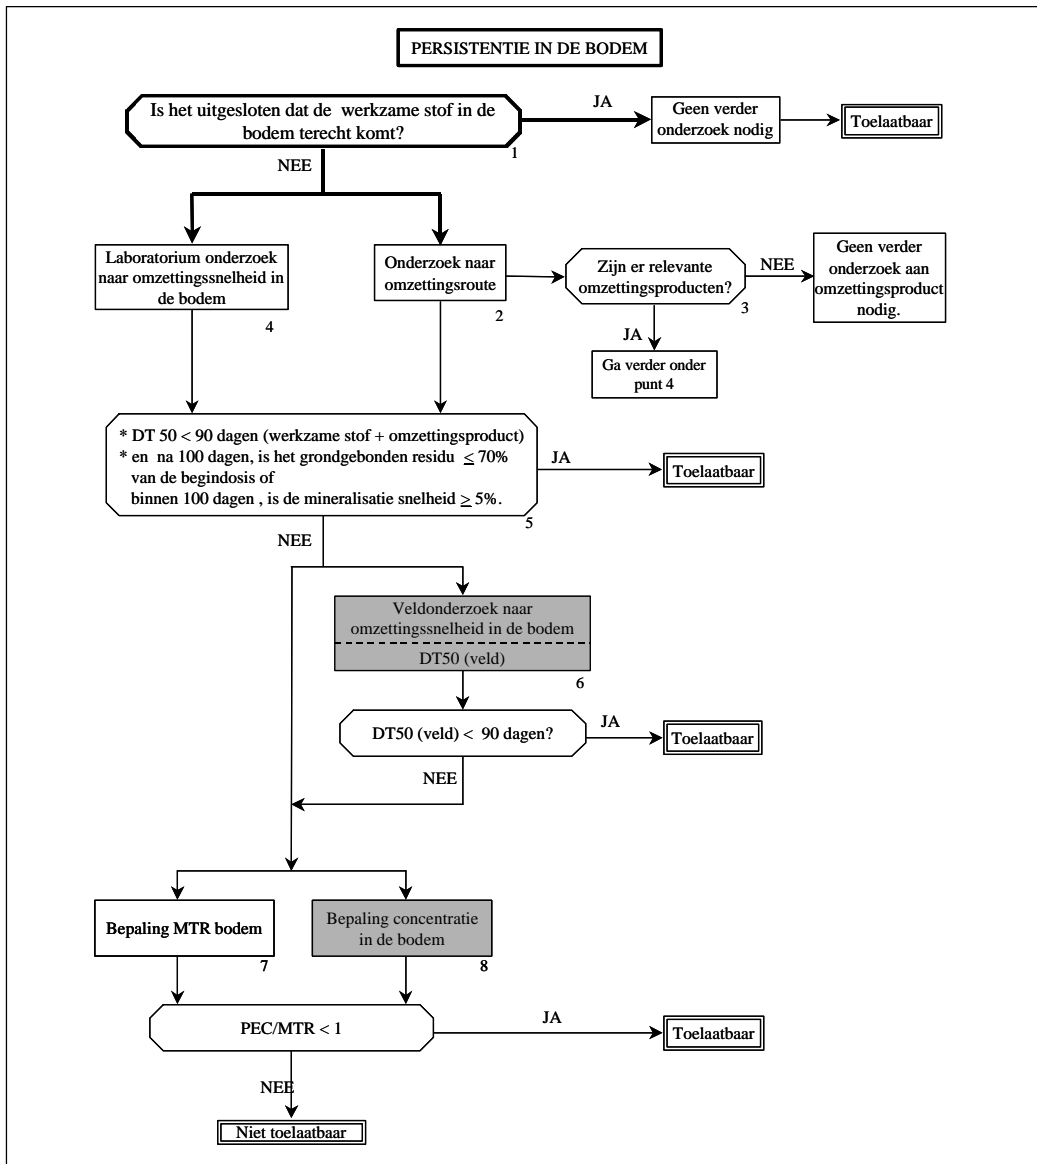 PERSISTENTIE IN DE BODEM
Is het uitgesloten dat de werkzame stof in de
bodem terecht komt?
1
JA
Geen verder
onderzoek nodig
Toelaatbaar
NEE
Laboratorium onderzoek
naar omzettingssnelheid in
de bodem
4
Onderzoek naar
omzettingsroute
2
Zijn er relevante
omzettingsproducten?
3
NEE
Geen verder
onderzoek aan
omzettingsproduct
nodig.
JA
Ga verder onder
punt 4
* DT 50 < 90 dagen (werkzame stof + omzettingsproduct)
* en na 100 dagen, is het grondgebonden residu ≤ 70%
van de begindosis of
binnen 100 dagen , is de mineralisatie snelheid ≥ 5%.
5
JA
Toelaatbaar
NEE
Veldonderzoek naar
omzettingssnelheid in de bodem
DT50 (veld)
6
DT50 (veld) < 90 dagen?
JA
Toelaatbaar
NEE
Bepaling MTR bodem
7
Bepaling concentratie
in de bodem
8
PEC/MTR < 1
JA
Toelaatbaar
NEE
Niet toelaatbaar